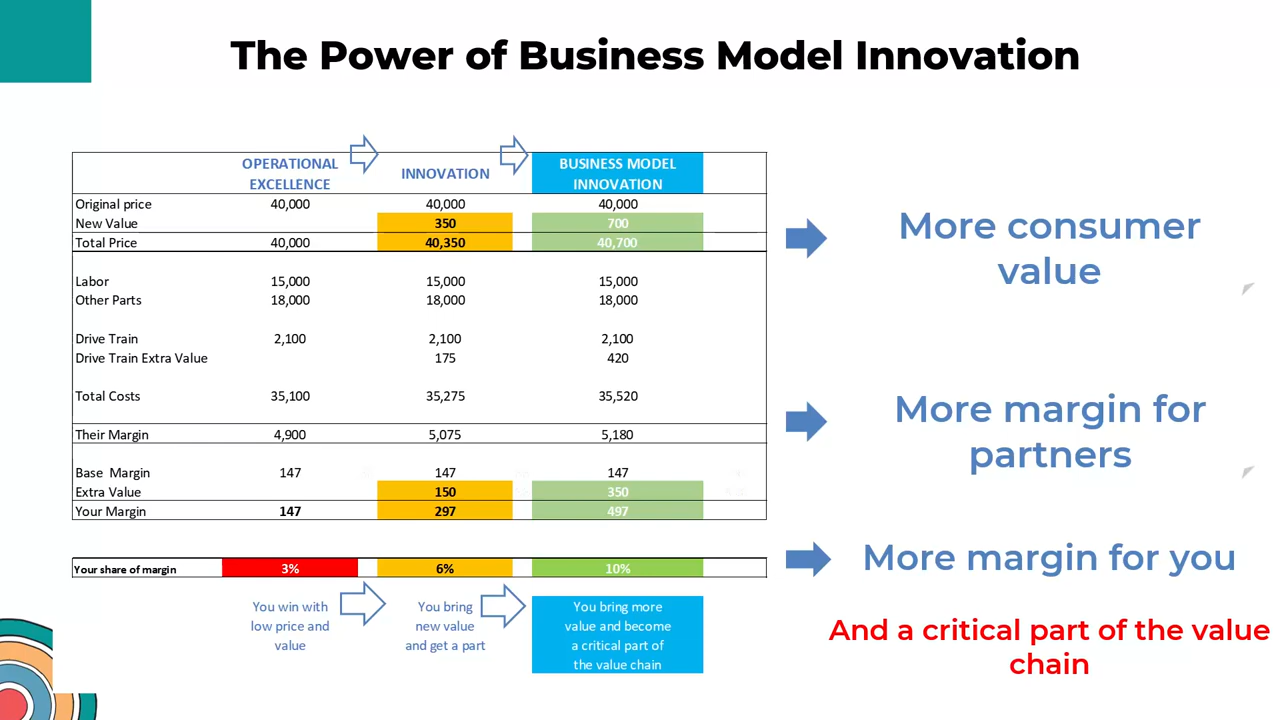 The Power of Business Model Innovation
OPERATIONAL EXCELLENCE INNOVATION BUSINESS MODEL INNOVATION
Original price 40,000 40,000 40,000
New Value 350 700
Total Price 40,000 40,350 40,700
Labor 15,000 15,000 15,000
Other Parts 18,000 18,000 18,000
Drive Train 2,100 2,100 2,100
Drive Train Extra Value 175 420
Total Costs 35,100 35,275 35,520
Their Margin 4,900 5,075 5,180
Base Margin 147 147 147
Extra Value 150 350
Your Margin 147 297 497
Your share of margin 3% 6% 10%
You win with
low price and
value
You bring
new value
and get a part
You bring more
value and become
a critical part of
the value chain
More consumer
value
More margin for
partners
More margin for you
And a critical part of the value
chain